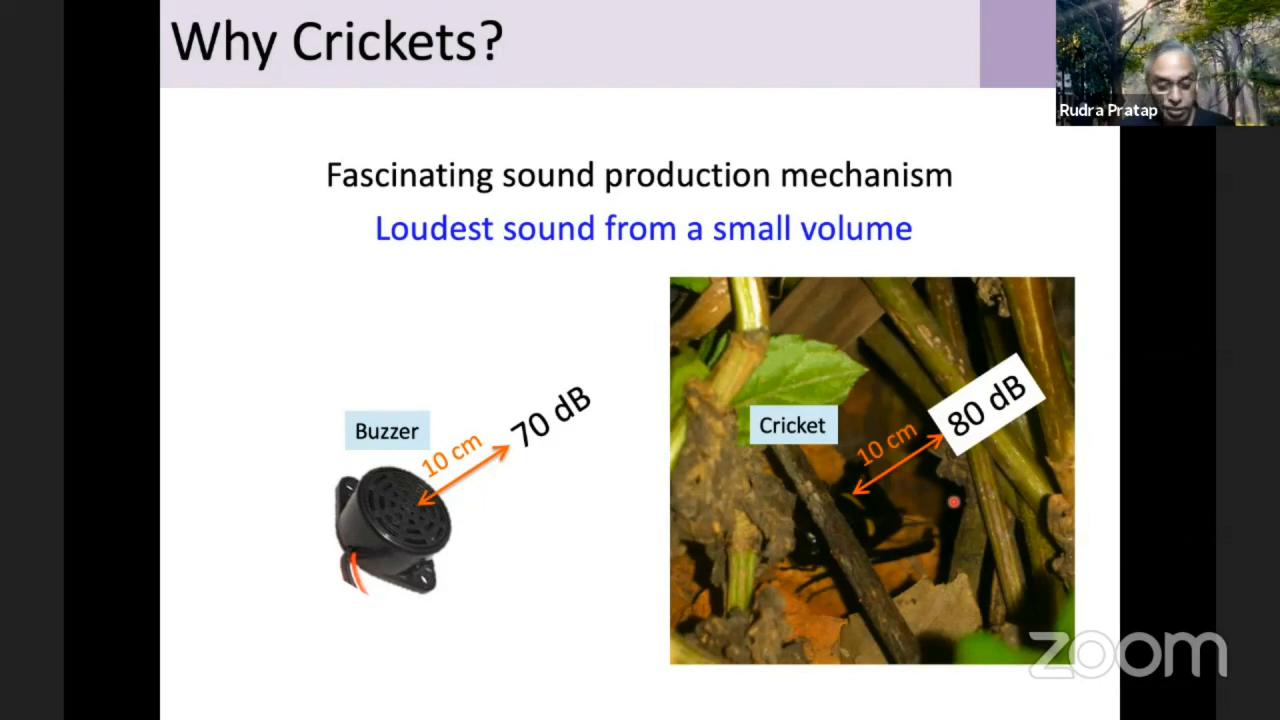 Why Crickets?
Rudra Pratap
Fascinating sound production mechanism
Loudest sound from a small volume
Buzzer
10 cm
70 dB
Cricket
10 cm
80 dB
zoom